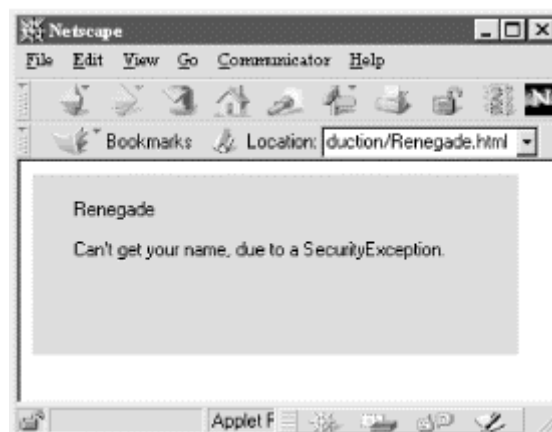 Netscape
File Edit View Go Communicator Help
Bookmarks Location: duction/Renegade.html
Renegade
Can't get your name, due to a SecurityException.
Applet F